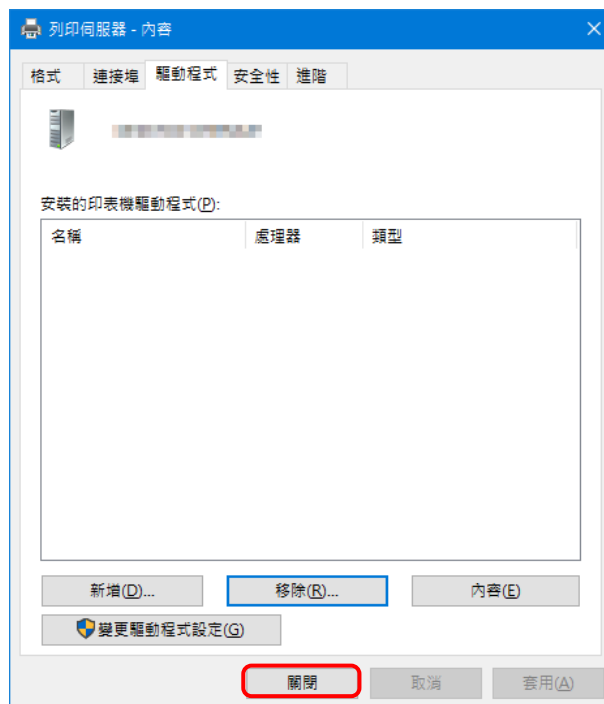 列印伺服器 - 內容
格式 連接埠 驅動程式 安全性 進階
安裝的印表機驅動程式(P):
名稱 處理器 類型
新增(D)... 移除(R)... 內容(E)
變更驅動程式設定(G)
關閉 取消 套用(A)